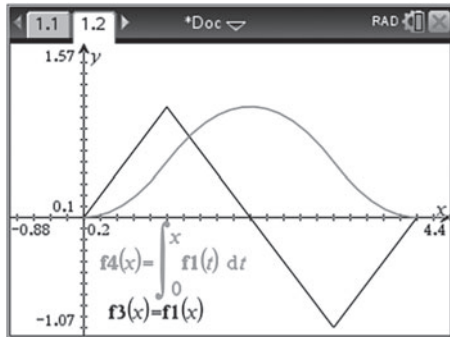 1.1 1.2 *Doc RAD
1.57 y
0.1 x
-0.88 0.2 4.4
f4(x)=∫₀ˣ f1(t) dt
f3(x)=f1(x)
-1.07